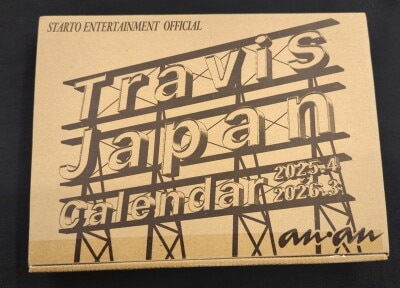 STARTO ENTERTAINMENT OFFICIAL
Travis
Japan
Calendar 2025.4
2026.3
an·an